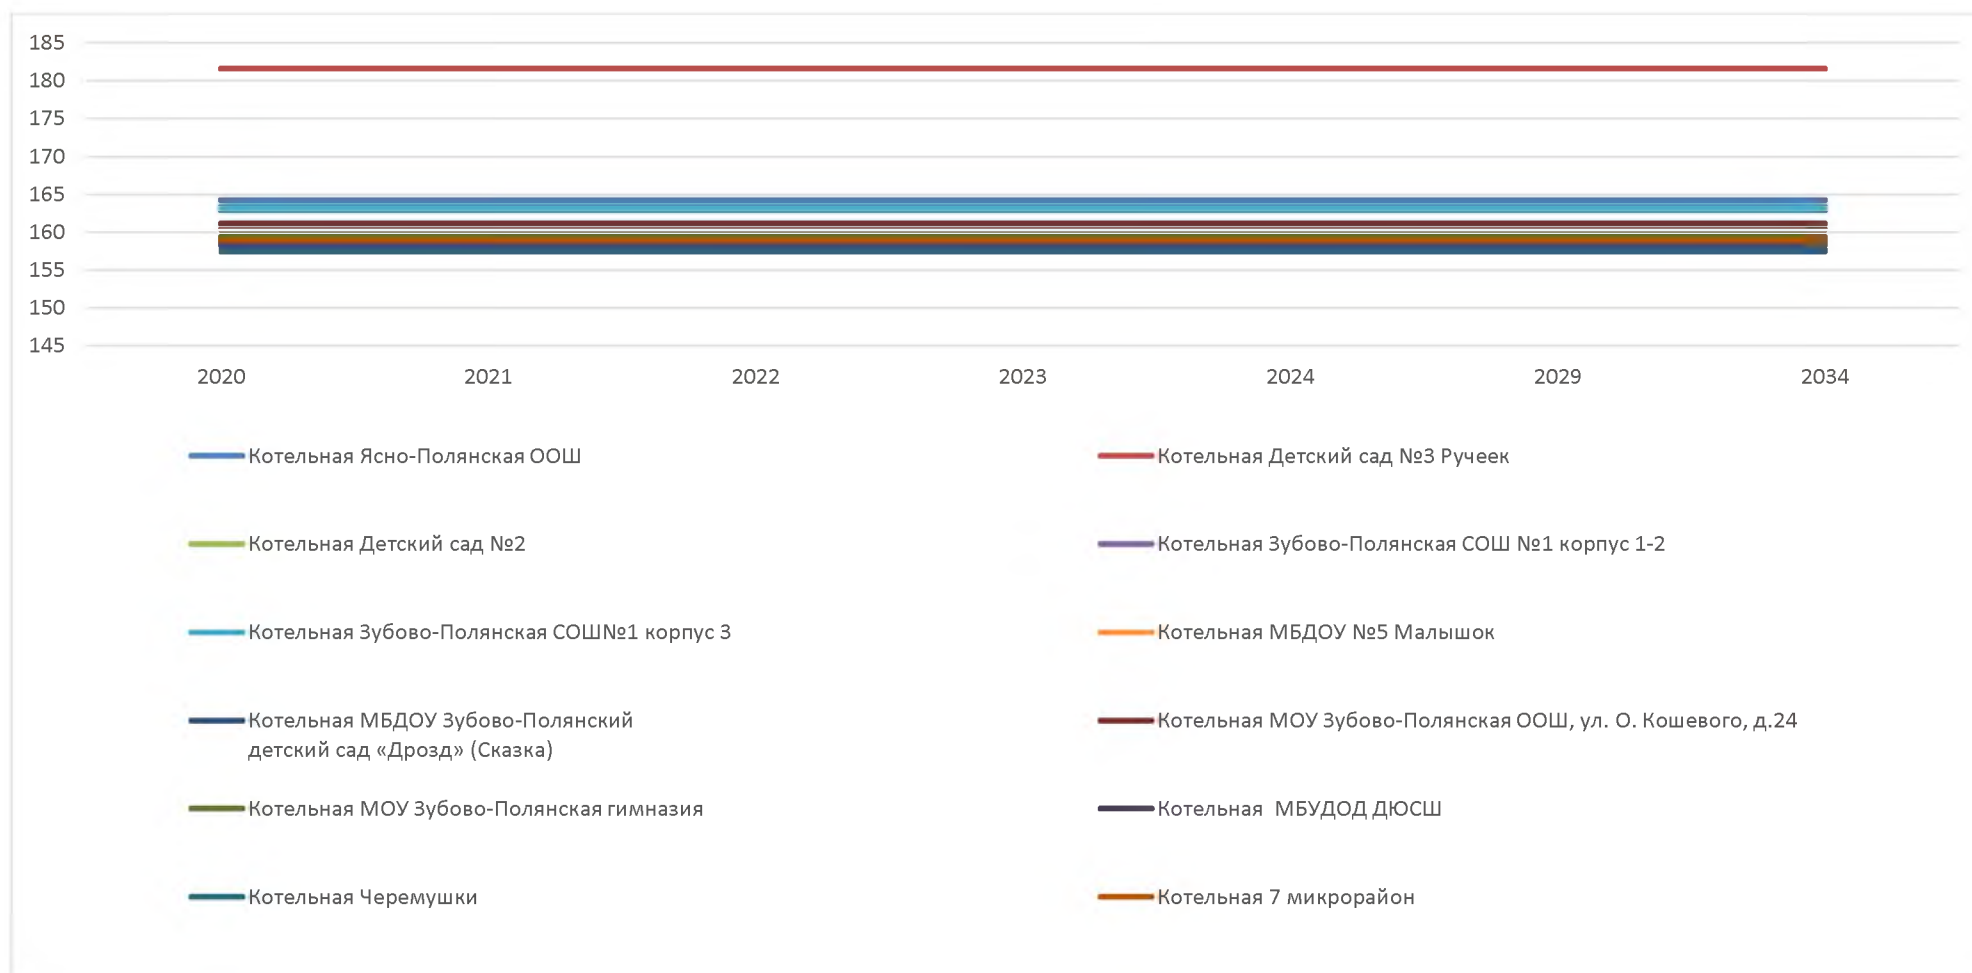 185
180
175
170
165
160
155
150
145
2020 2021 2022 2023 2024 2029 2034
Котельная Ясно-Полянская ООШ
Котельная Детский сад №3 Ручеек
Котельная Детский сад №2
Котельная Зубово-Полянская СОШ №1 корпус 1-2
Котельная Зубово-Полянская СОШ№1 корпус 3
Котельная МБДОУ №5 Малышок
Котельная МБДОУ Зубово-Полянский
детский сад «Дрозд» (Сказка)
Котельная МОУ Зубово-Полянская ООШ, ул. О. Кошевого, д.24
Котельная МОУ Зубово-Полянская гимназия
Котельная  МБУДОД ДЮСШ
Котельная Черемушки
Котельная 7 микрорайон